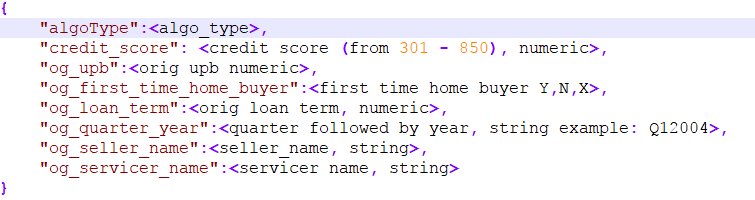 {
"algoType":<algo_type>,
"credit_score": <credit score (from 301 - 850), numeric>,
"og_upb":<orig upb numeric>,
"og_first_time_home_buyer":<first time home buyer Y,N,X>,
"og_loan_term":<orig loan term, numeric>,
"og_quarter_year":<quarter followed by year, string example: Q12004>,
"og_seller_name":<seller_name, string>,
"og_servicer_name":<servicer name, string>
}